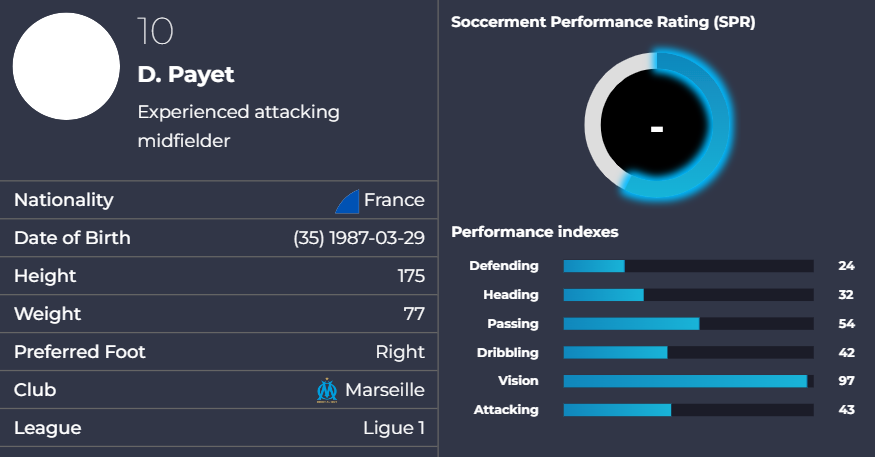 10
D. Payet
Experienced attacking
midfielder
Nationality France
Date of Birth (35) 1987-03-29
Height 175
Weight 77
Preferred Foot Right
Club Marseille
League Ligue 1
Soccerment Performance Rating (SPR)
-
Performance indexes
Defending 24
Heading 32
Passing 54
Dribbling 42
Vision 97
Attacking 43